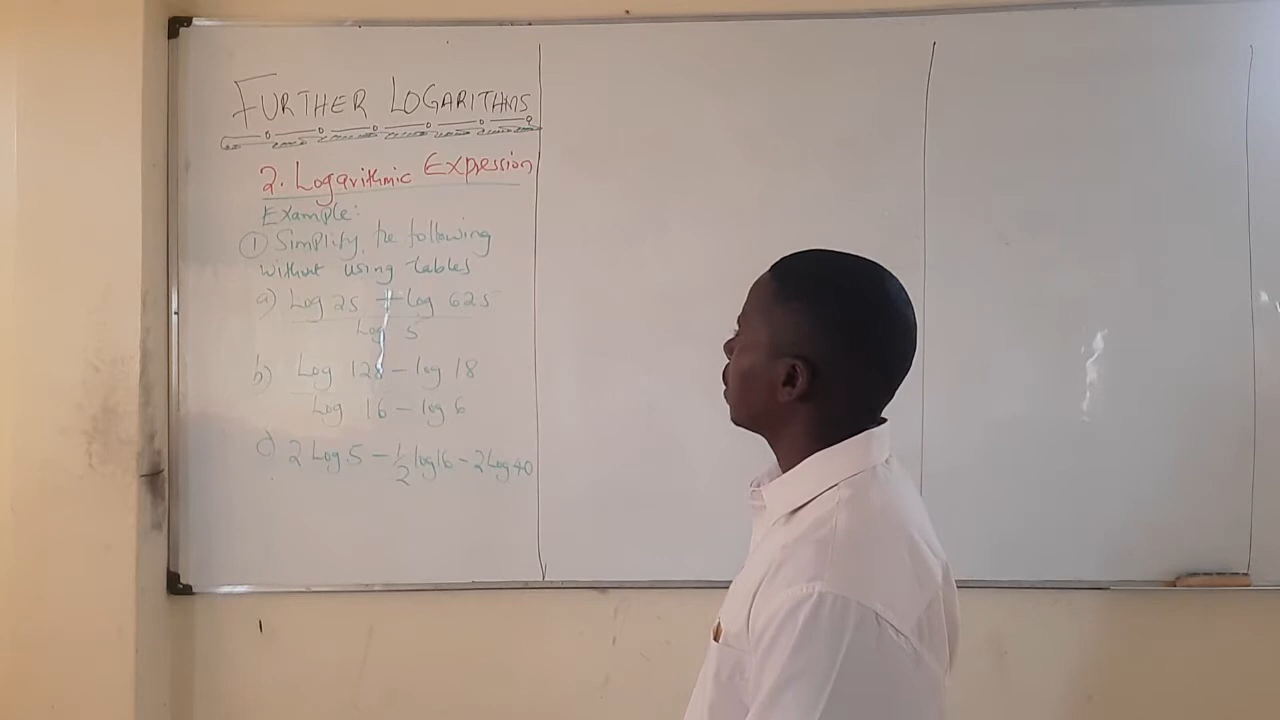 FURTHER LOGARITHMS
2. Logarithmic Expression
Example:
① Simplify the following
without using tables
a) Log 25 + log 625
Log 5
b) Log 128 - log 18
Log 16 - log 6
c) 2 Log 5 - 1/2 log 16 - 2 Log 40